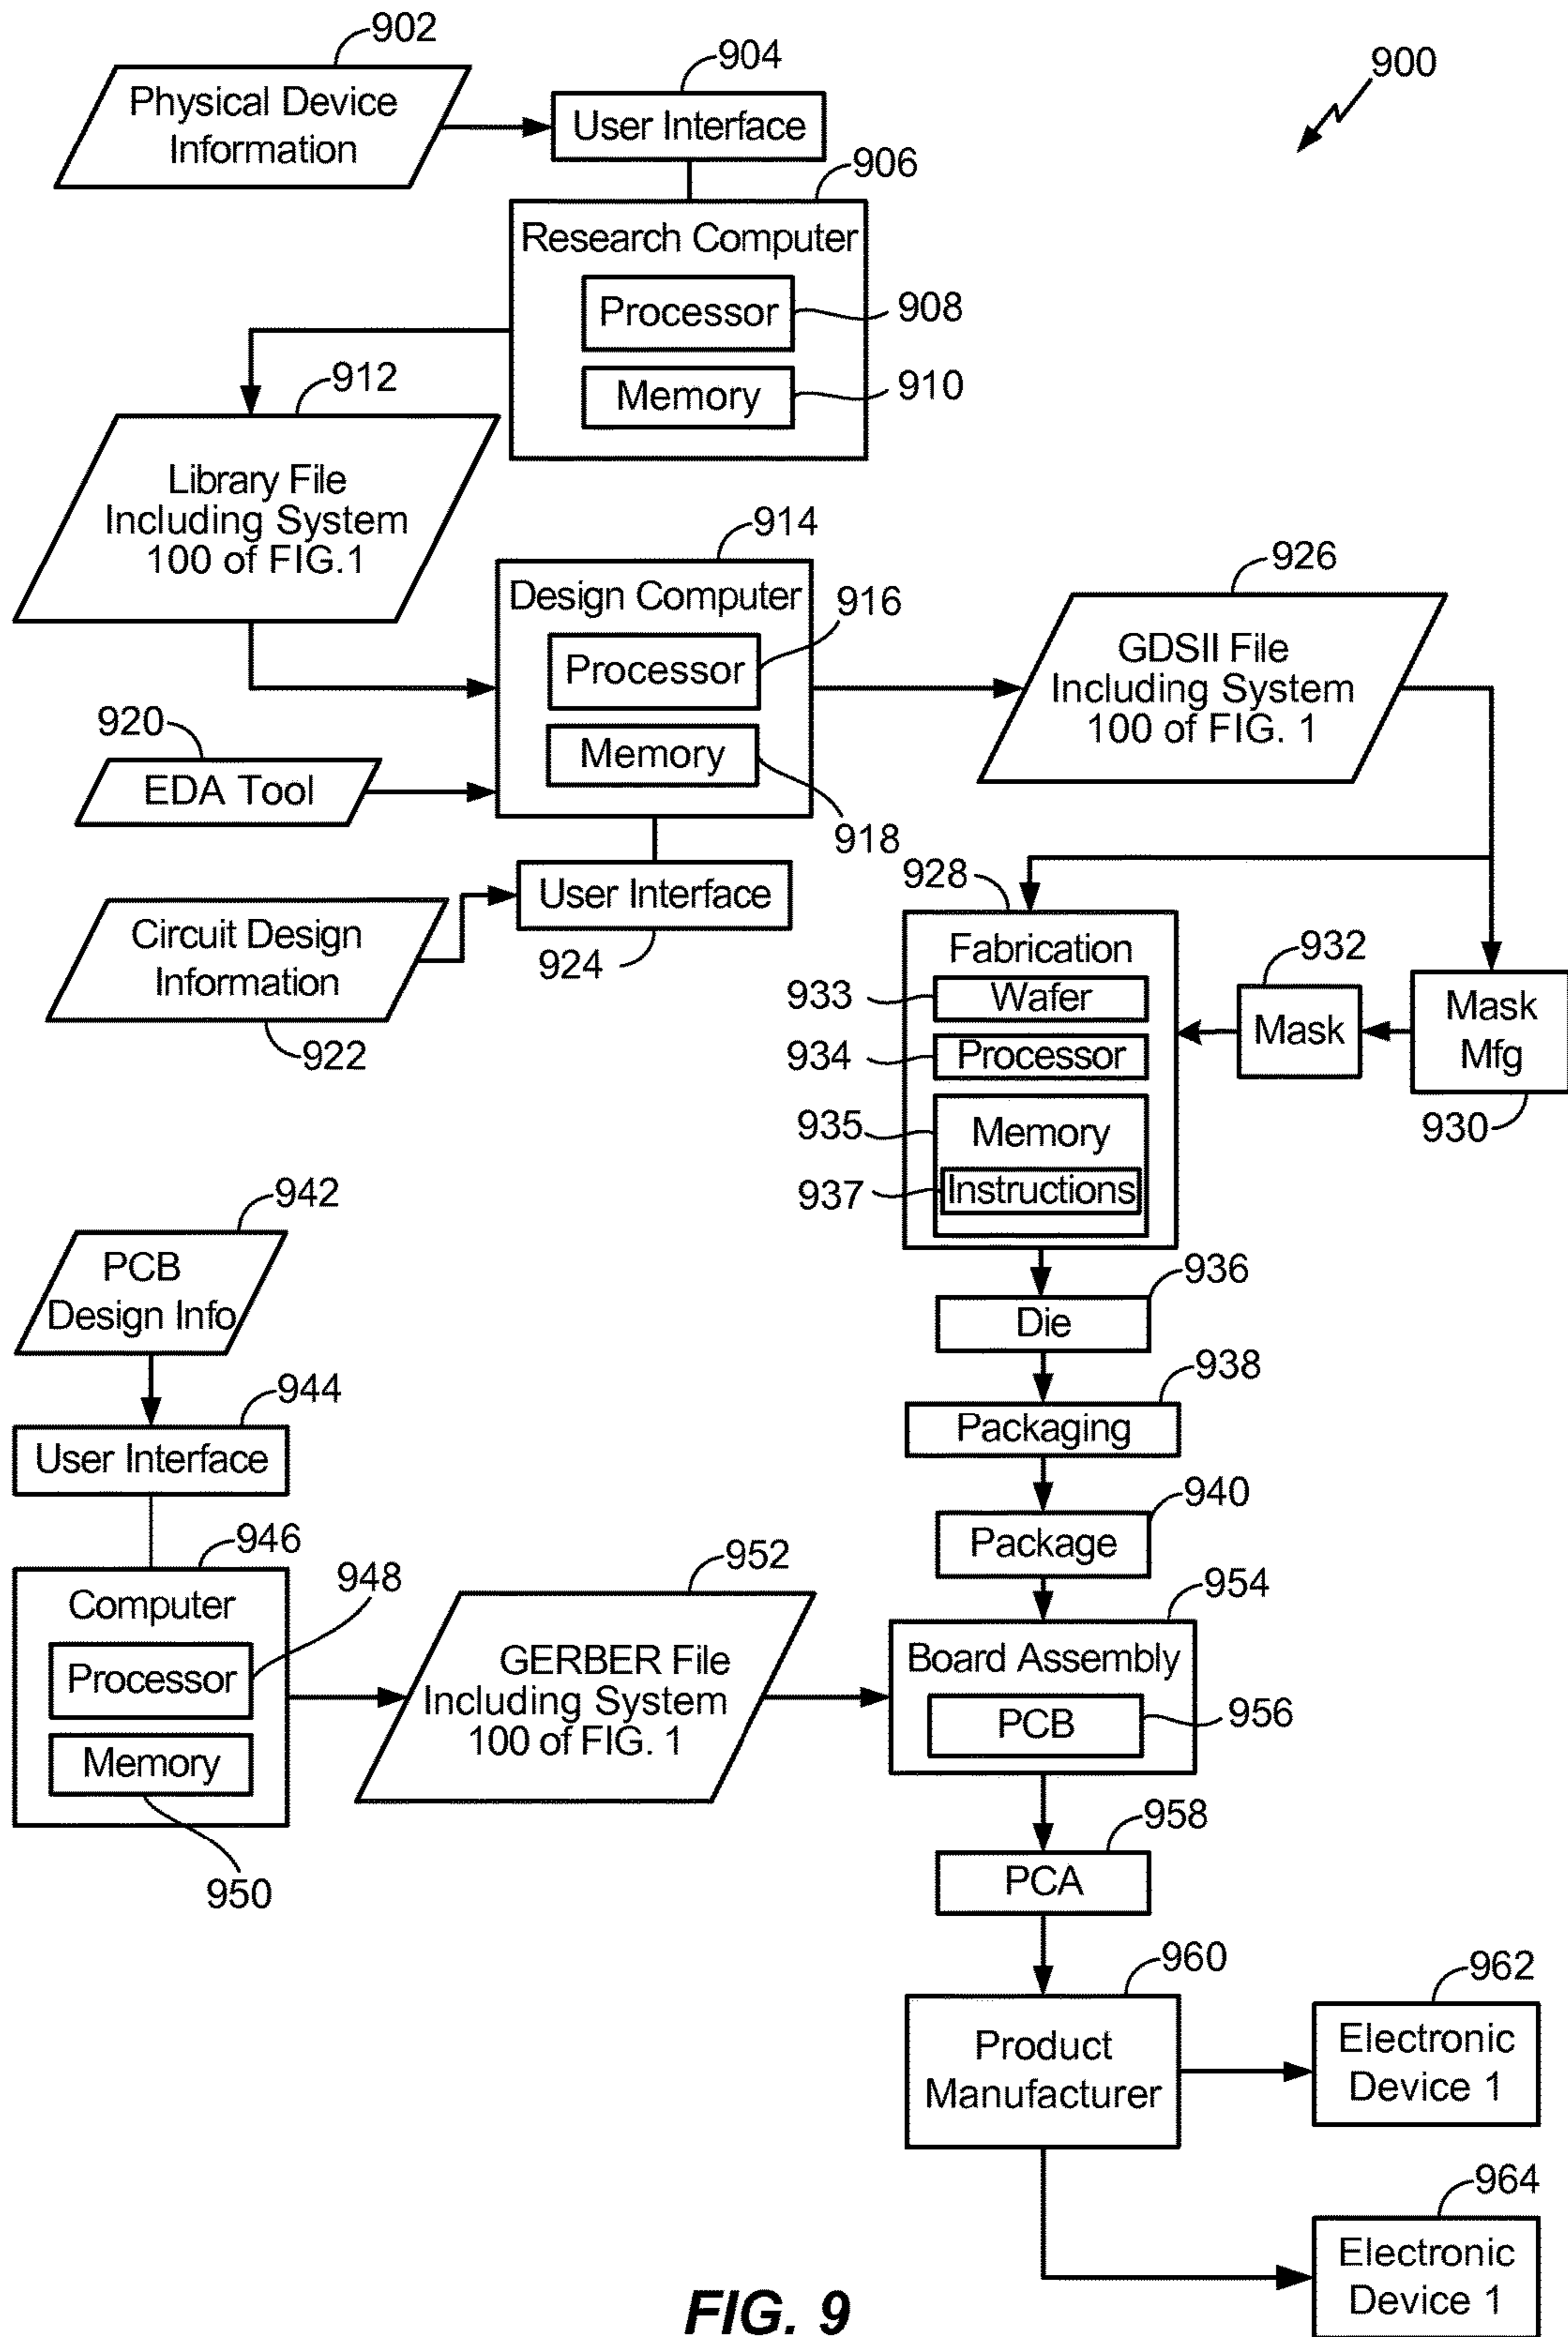 902
Physical Device
Information
904
User Interface
900
906
Research Computer
Processor
908
Memory
910
912
Library File
Including System
100 of FIG.1
914
Design Computer
Processor
916
Memory
918
920
EDA Tool
Circuit Design
Information
922
User Interface
924
926
GDSII File
Including System
100 of FIG. 1
928
Fabrication
933
Wafer
934
Processor
935
Memory
937
Instructions
932
Mask
Mask
Mfg
930
936
Die
938
Packaging
940
Package
942
PCB
Design Info
944
User Interface
946
Computer
948
Processor
Memory
950
952
GERBER File
Including System
100 of FIG. 1
954
Board Assembly
PCB
956
958
PCA
960
Product
Manufacturer
962
Electronic
Device 1
964
Electronic
Device 1
FIG. 9